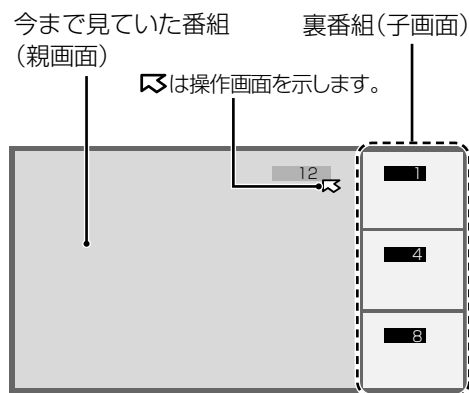 今まで見ていた番組
（親画面）
裏番組（子画面）
は操作画面を示します。
12
1
4
8